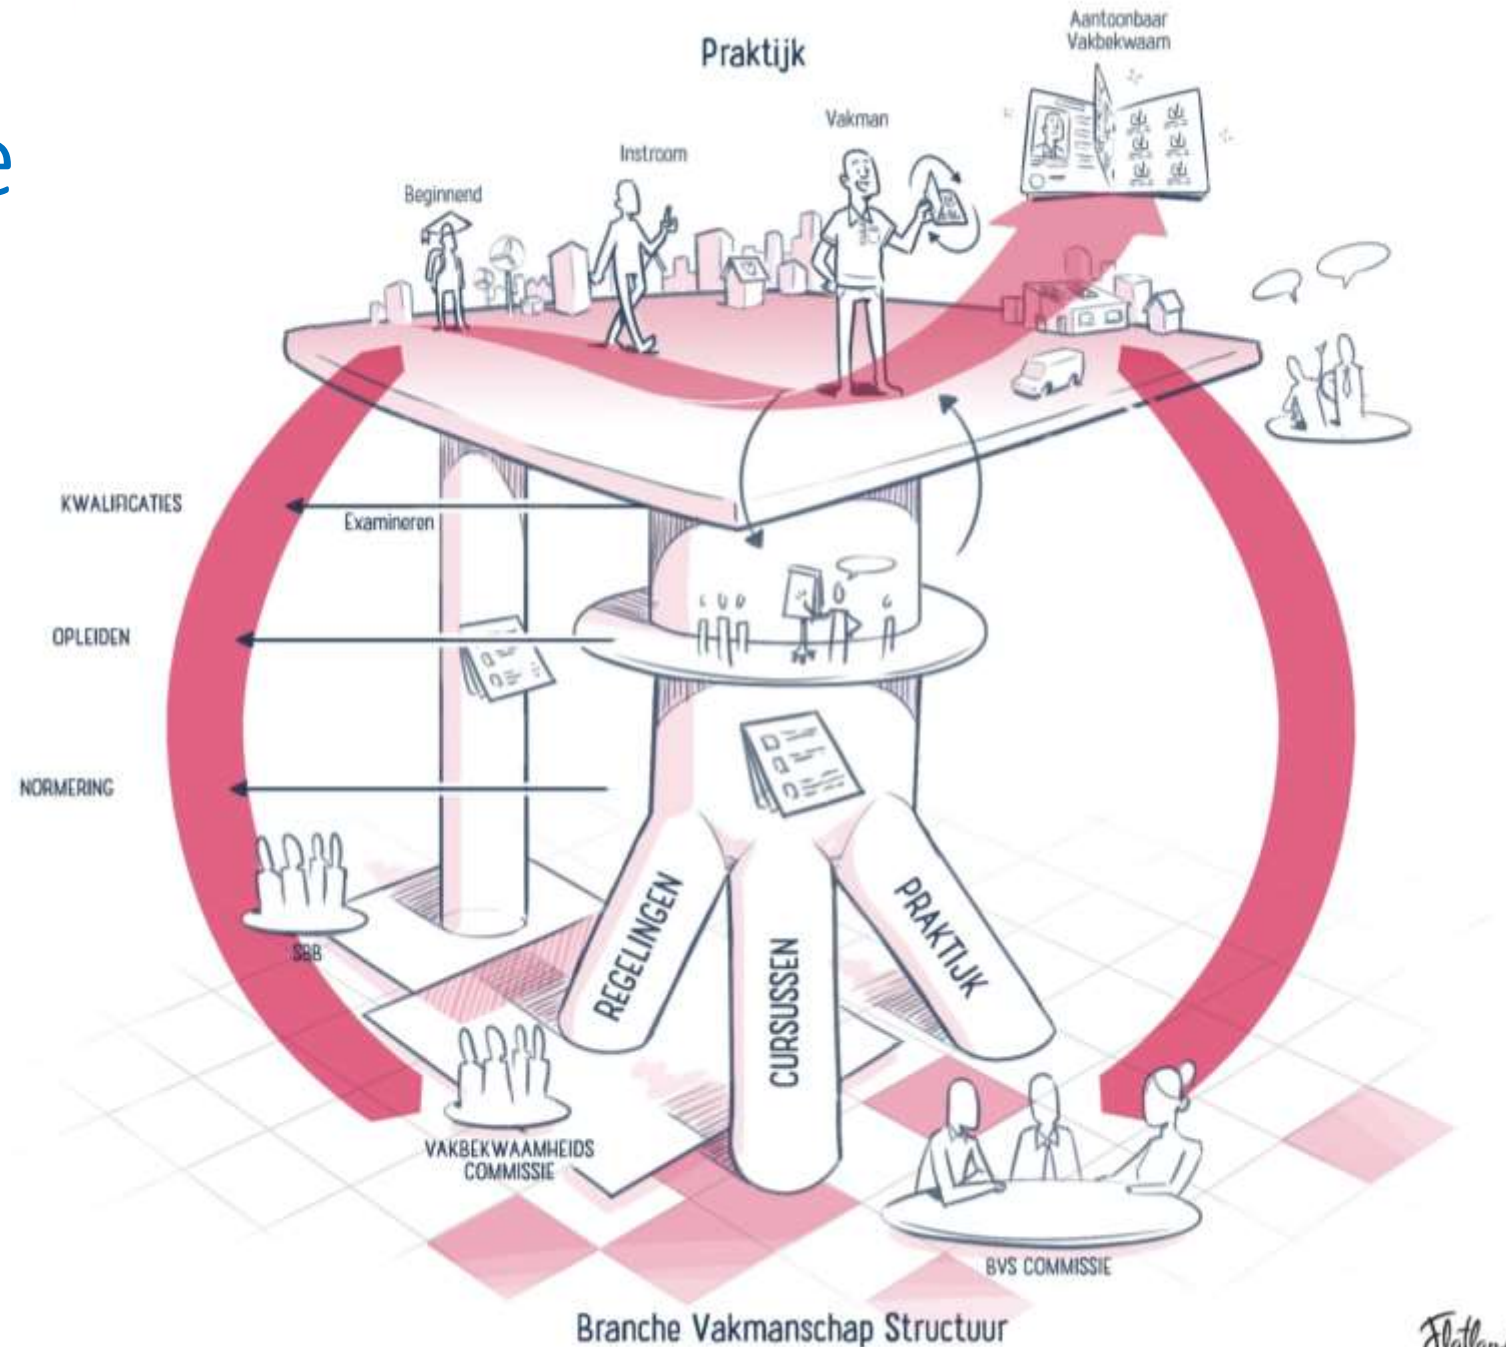 e
Praktijk
Aantoonbaar
Vakbekwaam
Vakman
Instroom
Beginnend
KWALIFICATIES
Examineren
OPLEIDEN
NORMERING
REGELINGEN
CURSUSSEN
PRAKTIJK
SBB
VAKBEKWAAMHEIDS
COMMISSIE
BVS COMMISSIE
Branche Vakmanschap Structuur